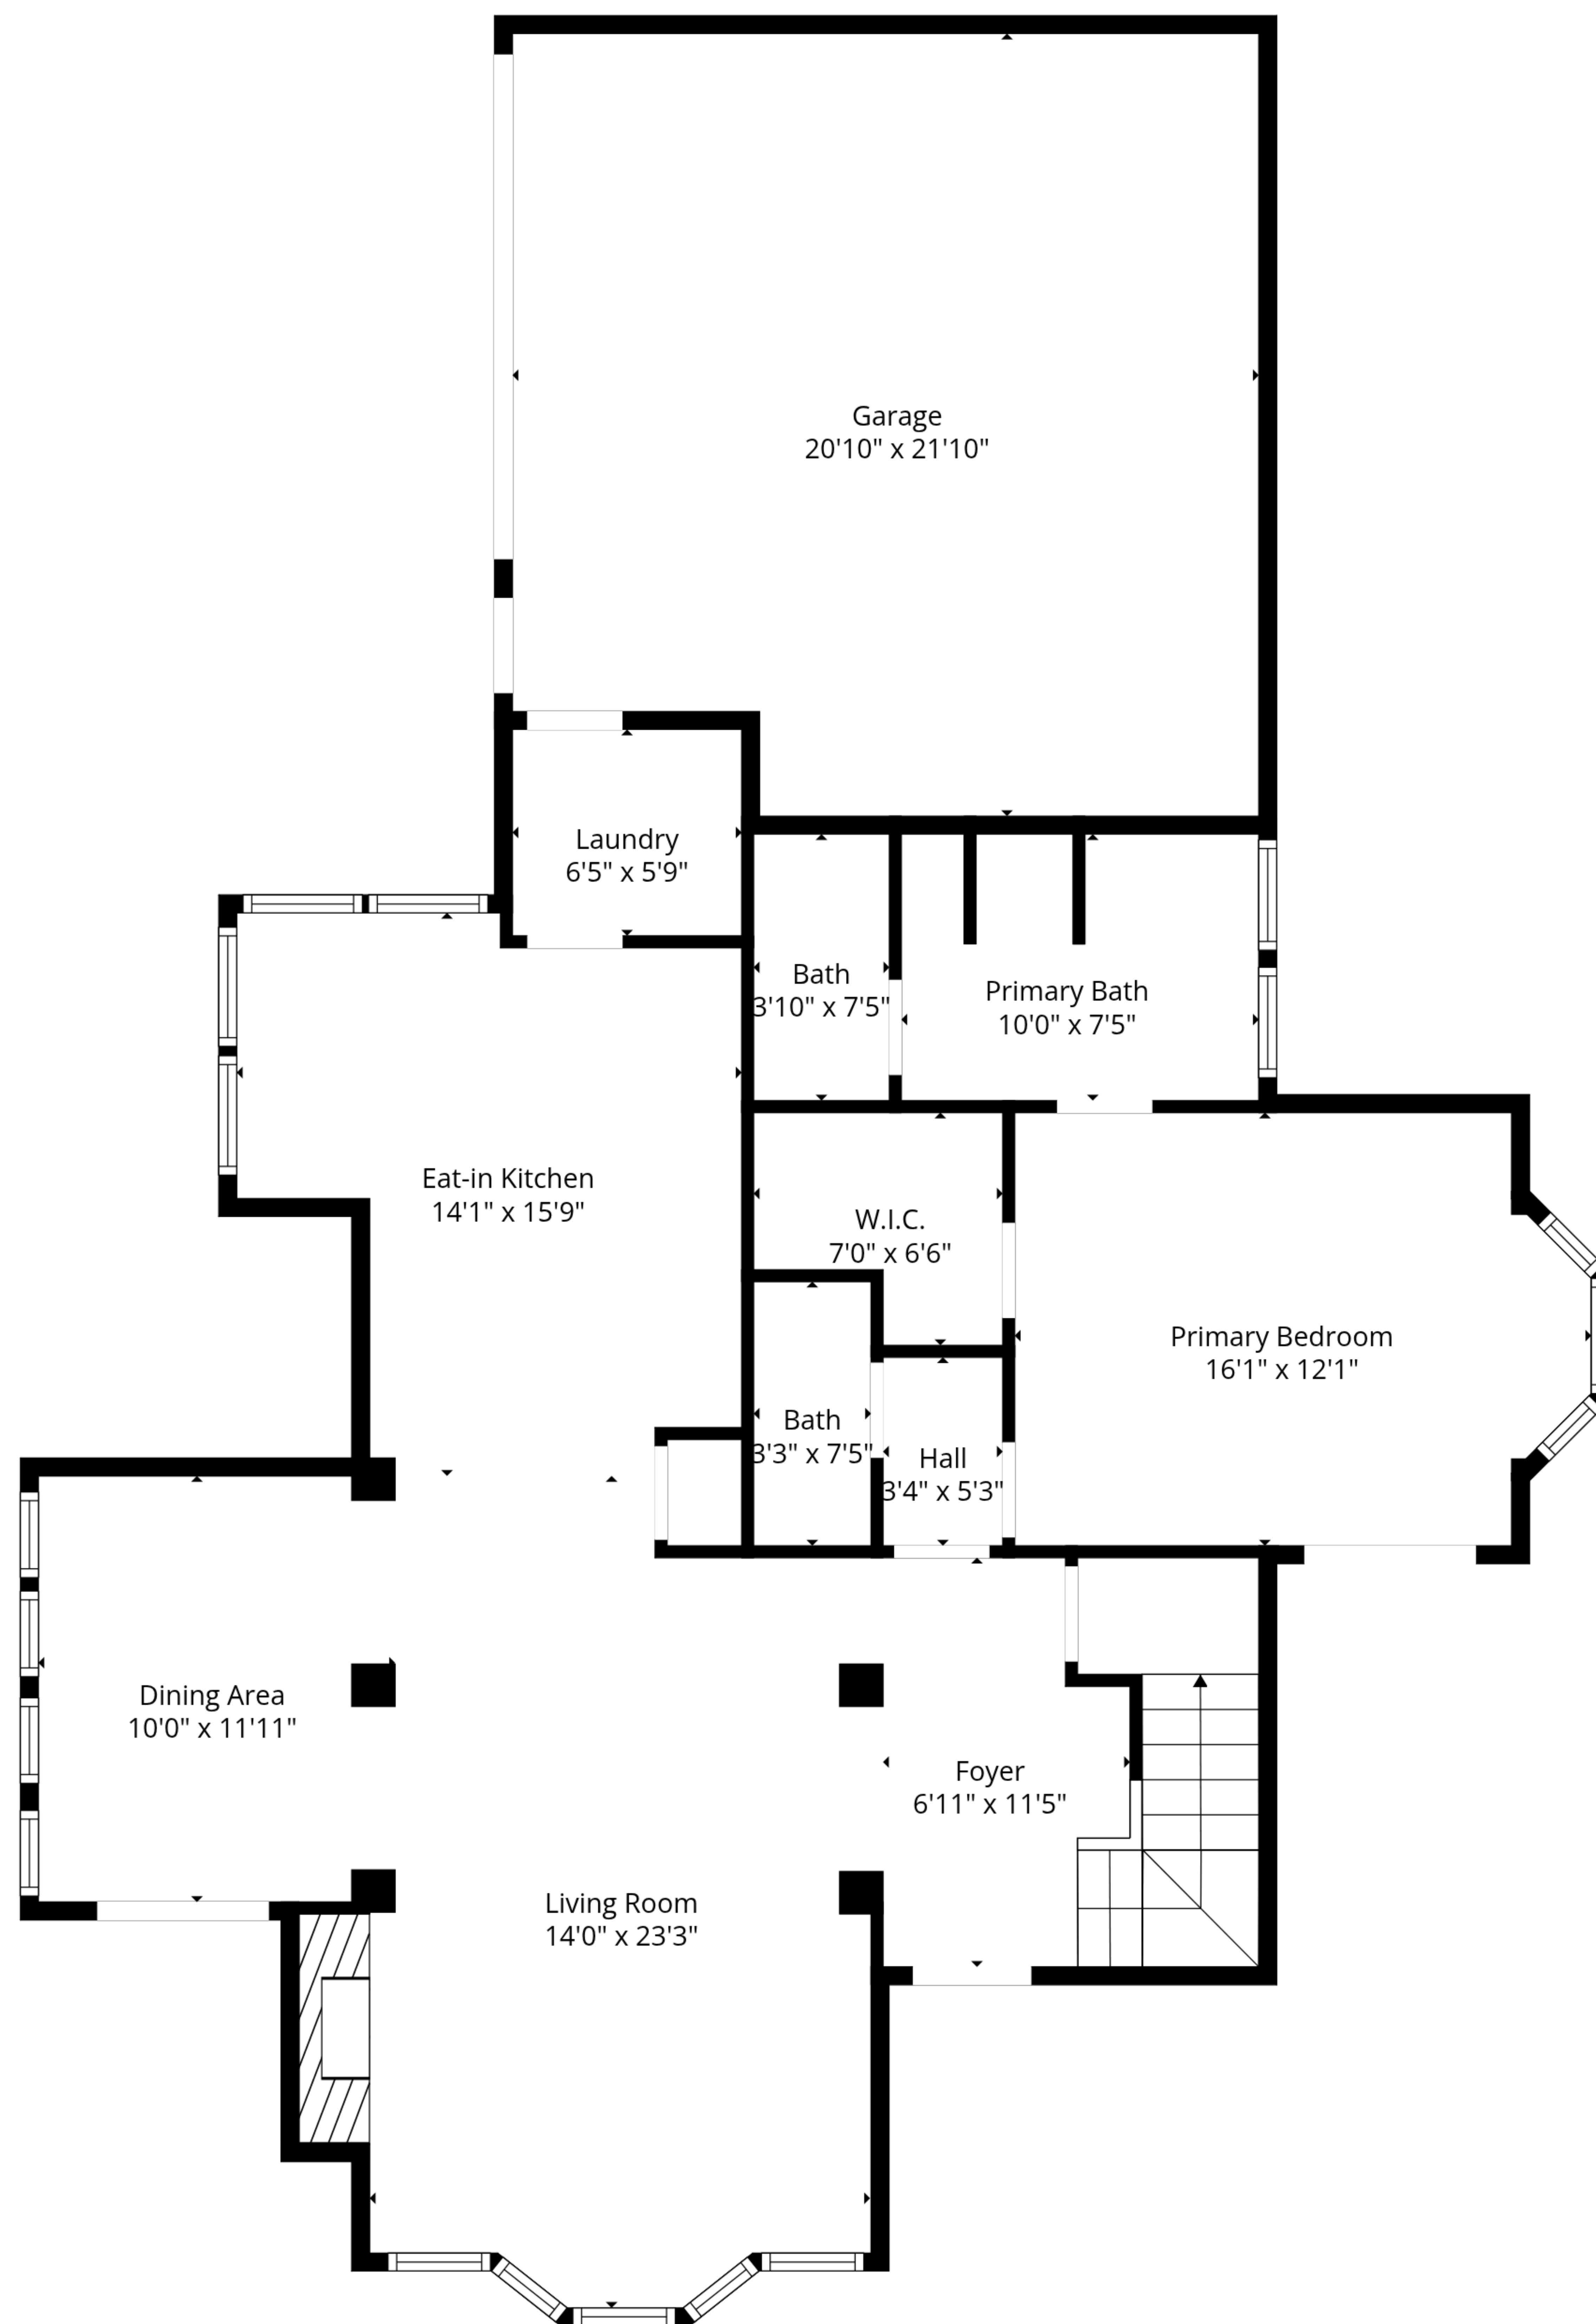 Garage
20'10" x 21'10"
Laundry
6'5" x 5'9"
Bath
3'10" x 7'5"
Primary Bath
10'0" x 7'5"
Eat-in Kitchen
14'1" x 15'9"
W.I.C.
7'0" x 6'6"
Primary Bedroom
16'1" x 12'1"
Bath
3'3" x 7'5"
Hall
3'4" x 5'3"
Dining Area
10'0" x 11'11"
Foyer
6'11" x 11'5"
Living Room
14'0" x 23'3"